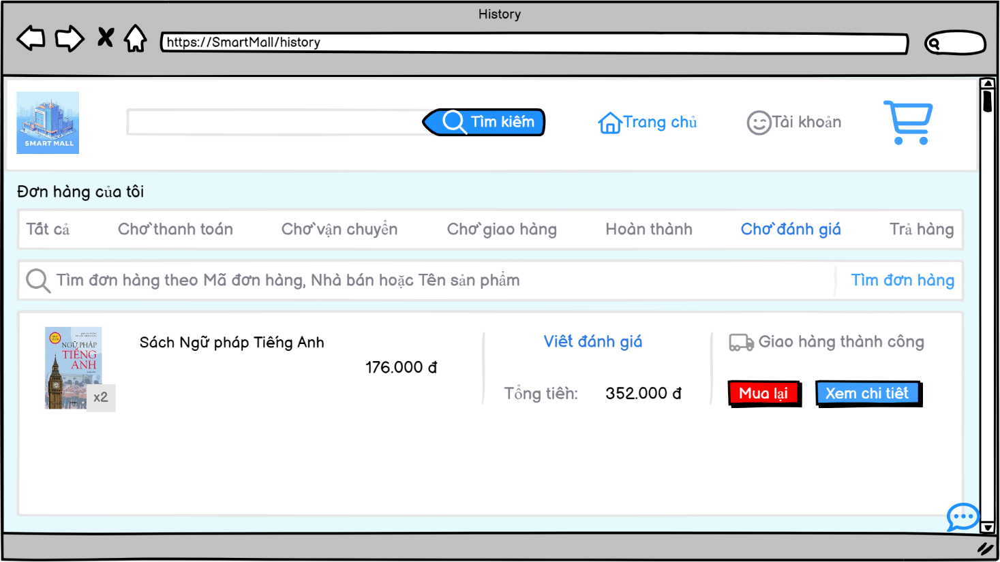 History
https://SmartMall/history
SMART MALL
Tìm kiếm
Trang chủ
Tài khoản
Đơn hàng của tôi
Tất cả
Chờ thanh toán
Chờ vận chuyển
Chờ giao hàng
Hoàn thành
Chờ đánh giá
Trả hàng
Tìm đơn hàng theo Mã đơn hàng, Nhà bán hoặc Tên sản phẩm
Tìm đơn hàng
NGỮ PHÁP
TIẾNG
ANH
x2
Sách Ngữ pháp Tiếng Anh
176.000 đ
Viết đánh giá
Tổng tiền: 352.000 đ
Giao hàng thành công
Mua lại
Xem chi tiết